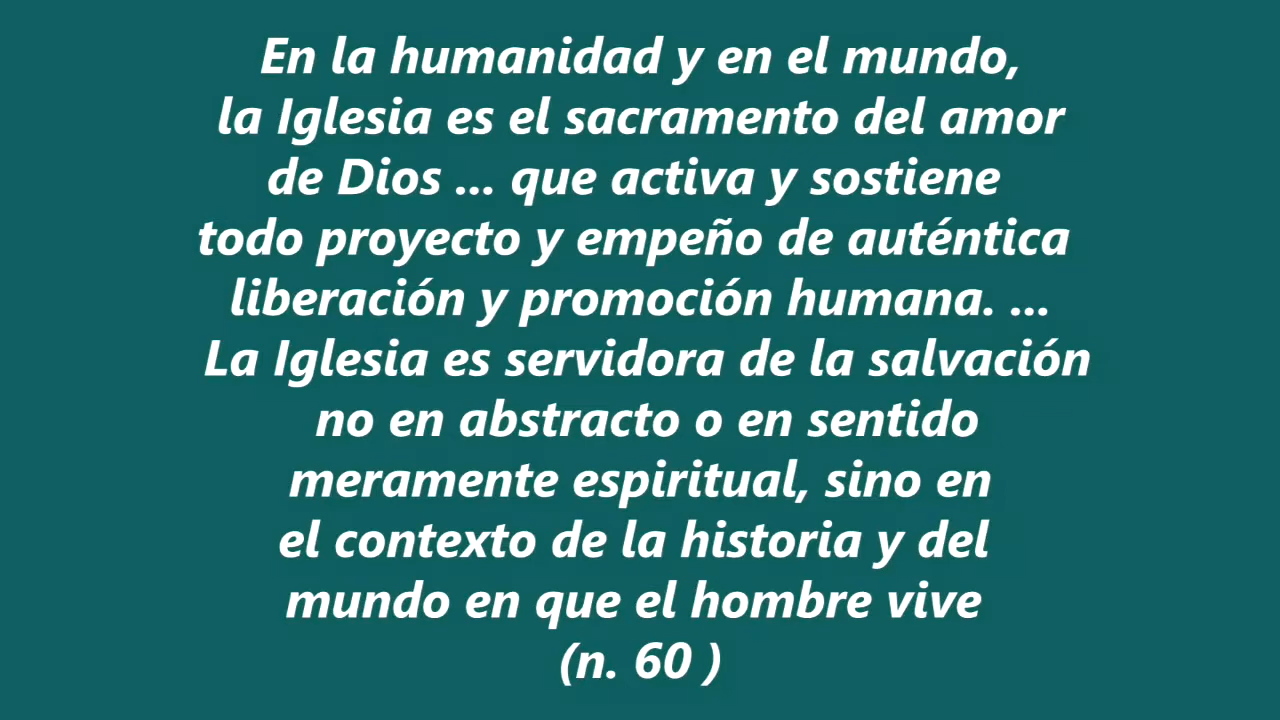 En la humanidad y en el mundo,
la Iglesia es el sacramento del amor
de Dios ... que activa y sostiene
todo proyecto y empeño de auténtica
liberación y promoción humana. ...
La Iglesia es servidora de la salvación
no en abstracto o en sentido
meramente espiritual, sino en
el contexto de la historia y del
mundo en que el hombre vive
(n. 60 )